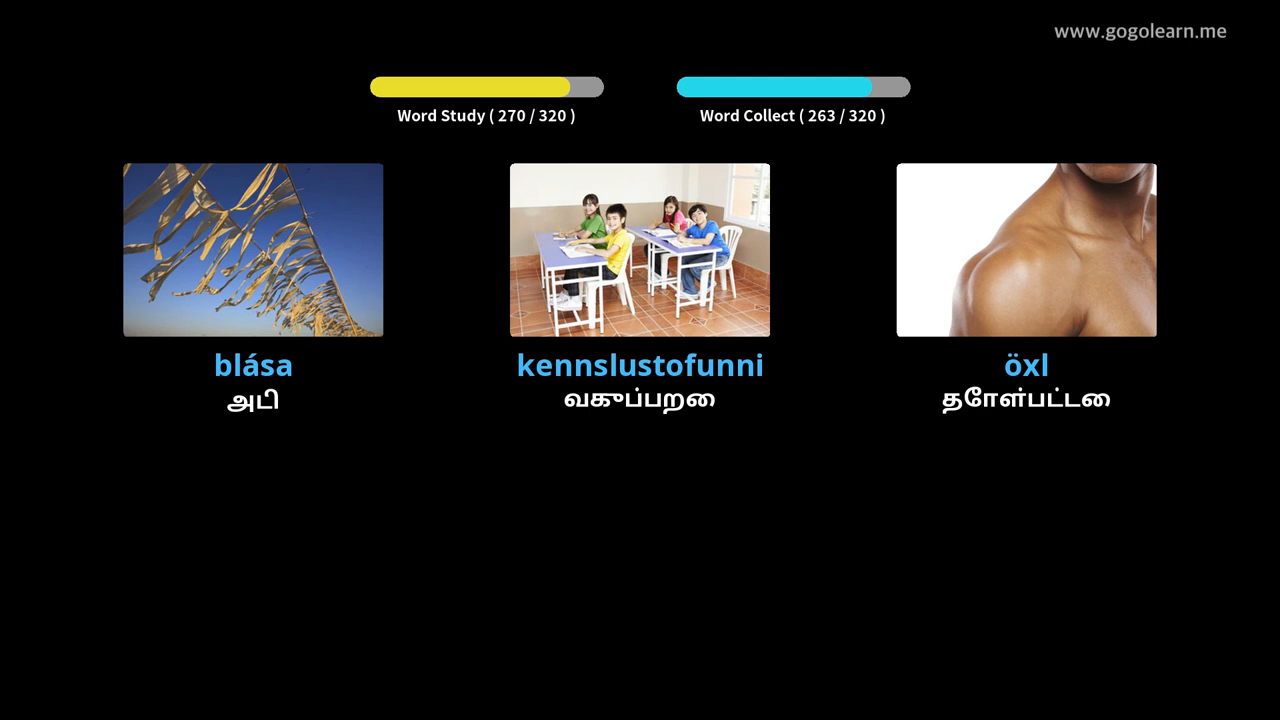 www.gogolearn.me
Word Study ( 270 / 320 )
Word Collect ( 263 / 320 )
blása
அடி
kennslustofunni
வகுப்பறை
öxl
தோள்பட்டை